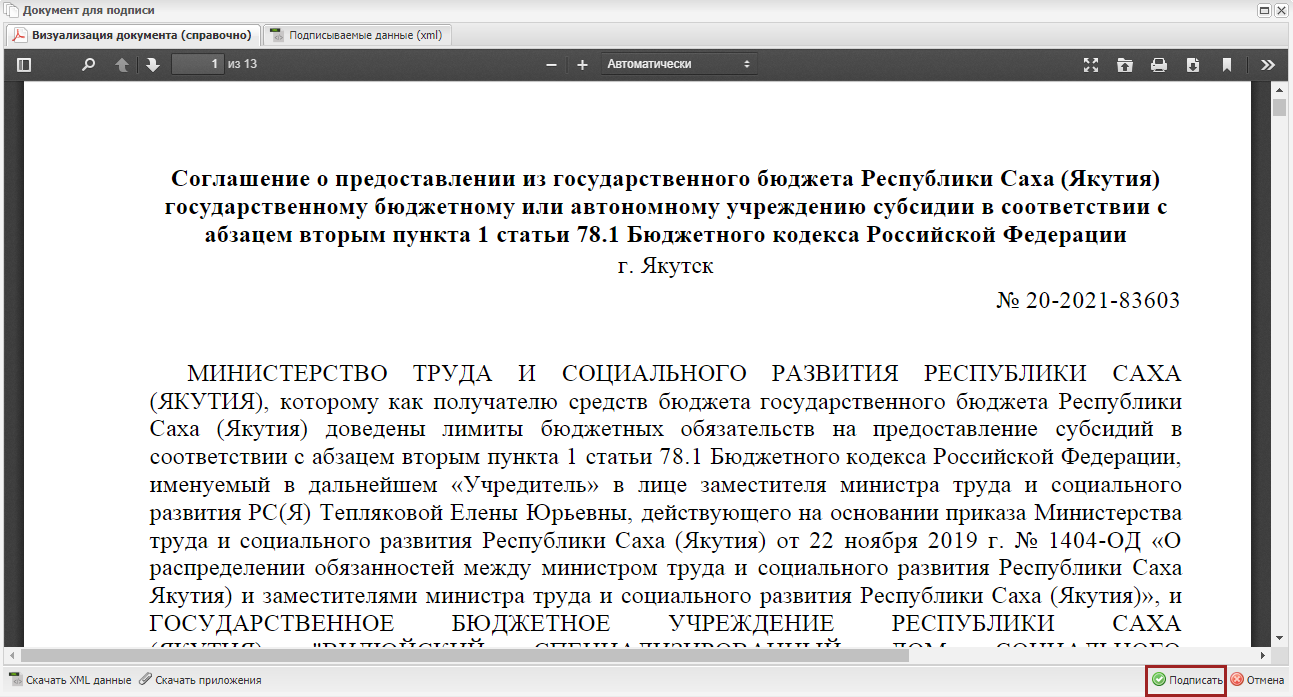 Документ для подписи
Визуализация документа (справочно) Подписываемые данные (xml)
1 из 13 Автоматически
Соглашение о предоставлении из государственного бюджета Республики Саха (Якутия)
государственному бюджетному или автономному учреждению субсидии в соответствии с
абзацем вторым пункта 1 статьи 78.1 Бюджетного кодекса Российской Федерации
г. Якутск
№ 20-2021-83603
МИНИСТЕРСТВО ТРУДА И СОЦИАЛЬНОГО РАЗВИТИЯ РЕСПУБЛИКИ САХА
(ЯКУТИЯ), которому как получателю средств бюджета государственного бюджета Республики
Саха (Якутия) доведены лимиты бюджетных обязательств на предоставление субсидий в
соответствии с абзацем вторым пункта 1 статьи 78.1 Бюджетного кодекса Российской Федерации,
именуемый в дальнейшем «Учредитель» в лице заместителя министра труда и социального
развития РС(Я) Тепляковой Елены Юрьевны, действующего на основании приказа Министерства
труда и социального развития Республики Саха (Якутия) от 22 ноября 2019 г. № 1404-ОД «О
распределении обязанностей между министром труда и социального развития Республики Саха
Якутия) и заместителями министра труда и социального развития Республики Саха (Якутия)», и
ГОСУДАРСТВЕННОЕ БЮДЖЕТНОЕ УЧРЕЖДЕНИЕ РЕСПУБЛИКИ САХА
(ЯКУТИЯ) "ВИЛЮЙСКИЙ СПЕЦИАЛИЗИРОВАННЫЙ ДОМ СОЦИАЛЬНОГО
Скачать XML данные Скачать приложения Подписать Отмена